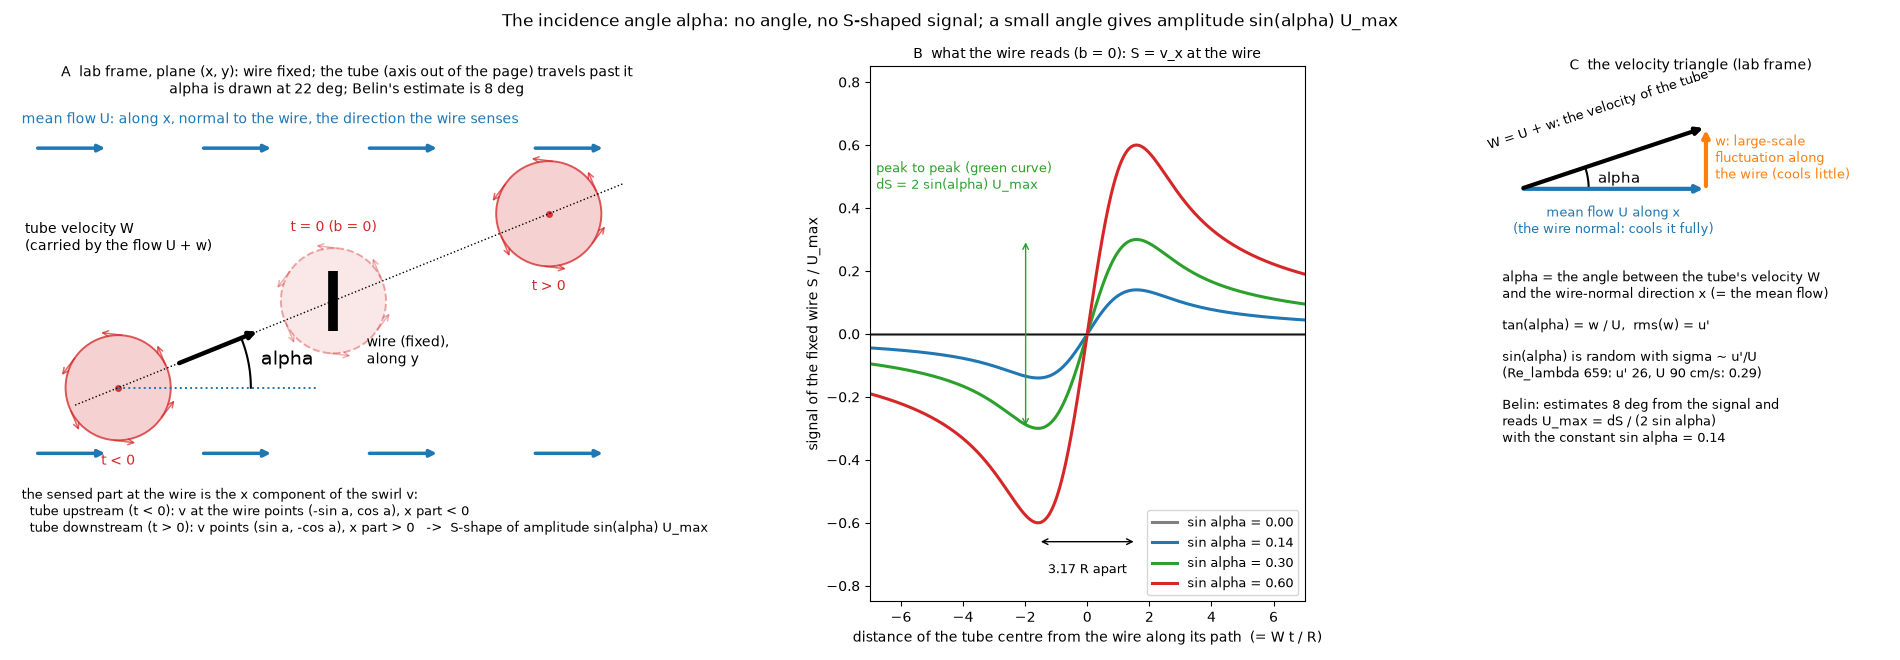 The incidence angle alpha: no angle, no S-shaped signal; a small angle gives amplitude sin(alpha) U_max
A  lab frame, plane (x, y): wire fixed; the tube (axis out of the page) travels past it
alpha is drawn at 22 deg; Belin's estimate is 8 deg
mean flow U: along x, normal to the wire, the direction the wire senses
tube velocity W
(carried by the flow U + w)
t = 0 (b = 0)
t > 0
wire (fixed),
along y
alpha
t < 0
the sensed part at the wire is the x component of the swirl v:
tube upstream (t < 0): v at the wire points (-sin a, cos a), x part < 0
tube downstream (t > 0): v points (sin a, -cos a), x part > 0   ->  S-shape of amplitude sin(alpha) U_max
B  what the wire reads (b = 0): S = v_x at the wire
signal of the fixed wire S / U_max
0.8
0.6
0.4
0.2
0.0
−0.2
−0.4
−0.6
−0.8
peak to peak (green curve)
dS = 2 sin(alpha) U_max
3.17 R apart
sin alpha = 0.00
sin alpha = 0.14
sin alpha = 0.30
sin alpha = 0.60
−6
−4
−2
0
2
4
6
distance of the tube centre from the wire along its path  (= W t / R)
C  the velocity triangle (lab frame)
W = U + w: the velocity of the tube
w: large-scale
fluctuation along
the wire (cools little)
alpha
mean flow U along x
(the wire normal: cools it fully)
alpha = the angle between the tube's velocity W
and the wire-normal direction x (= the mean flow)
tan(alpha) = w / U,  rms(w) = u'
sin(alpha) is random with sigma ~ u'/U
(Re_lambda 659: u' 26, U 90 cm/s: 0.29)
Belin: estimates 8 deg from the signal and
reads U_max = dS / (2 sin alpha)
with the constant sin alpha = 0.14